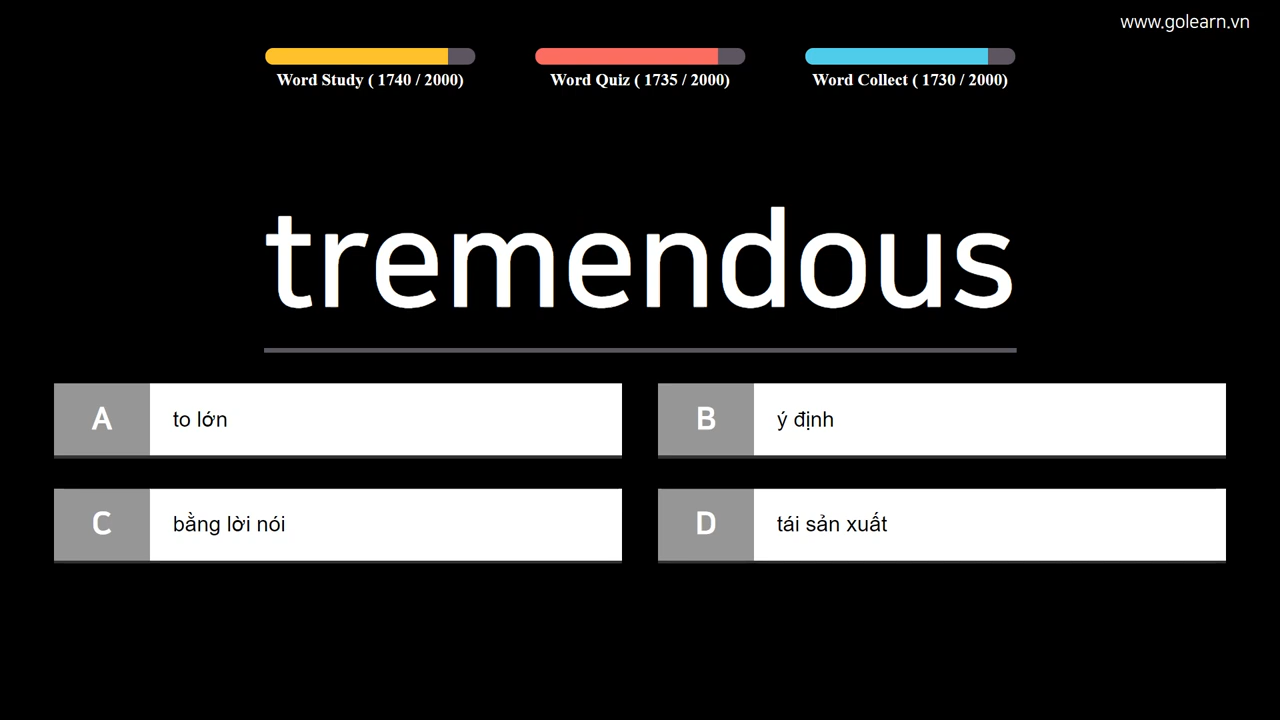 www.golearn.vn
Word Study ( 1740 / 2000)
Word Quiz ( 1735 / 2000)
Word Collect ( 1730 / 2000)
tremendous
A to lớn
B ý định
C bằng lời nói
D tái sản xuất